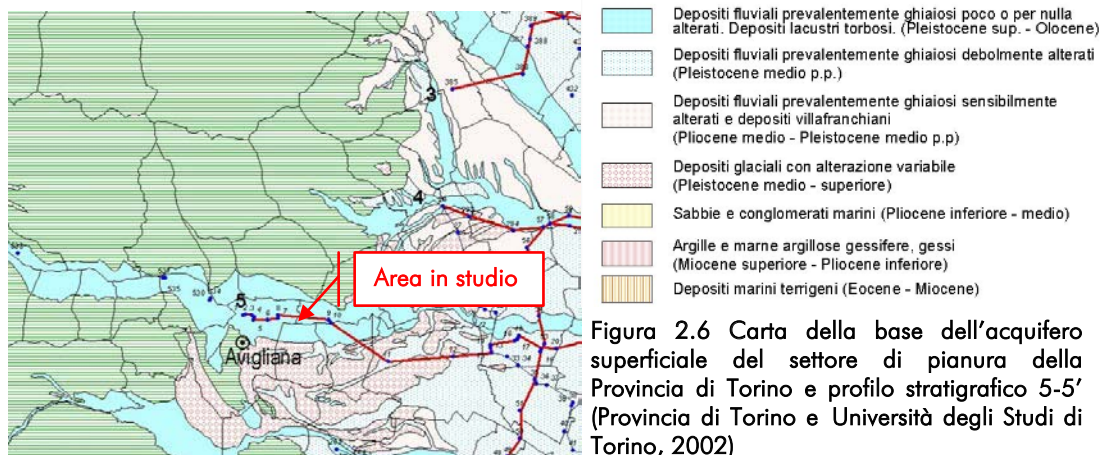 Depositi fluviali prevalentemente ghiaiosi poco o per nulla
alterati. Depositi lacustri torbosi. (Pleistocene sup. - Olocene)
Depositi fluviali prevalentemente ghiaiosi debolmente alterati
(Pleistocene medio p.p.)
Depositi fluviali prevalentemente ghiaiosi sensibilmente
alterati e depositi villafranchiani
(Pliocene medio - Pleistocene medio p.p)
Depositi glaciali con alterazione variabile
(Pleistocene medio - superiore)
Sabbie e conglomerati marini (Pliocene inferiore - medio)
Argille e marne argillose gessifere, gessi
(Miocene superiore - Pliocene inferiore)
Depositi marini terrigeni (Eocene - Miocene)
3
4
5
Area in studio
Avigliana
Figura 2.6 Carta della base dell'acquifero
superficiale del settore di pianura della
Provincia di Torino e profilo stratigrafico 5-5'
(Provincia di Torino e Università degli Studi di
Torino, 2002)